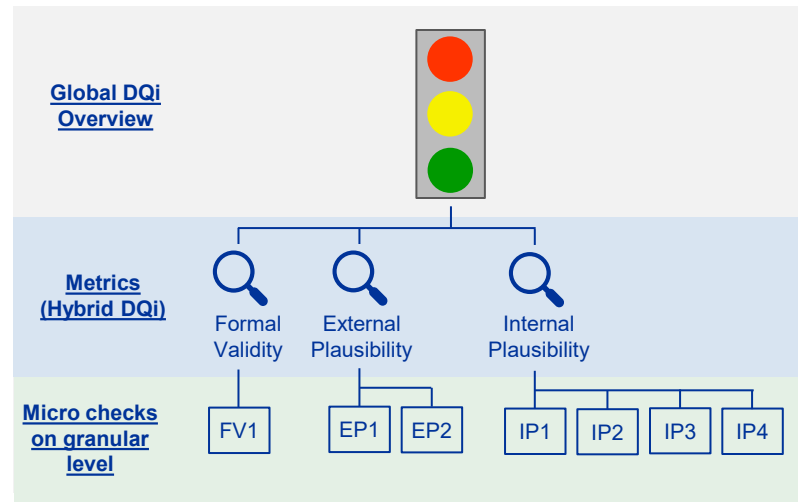 Global DQi
Overview
Metrics
(Hybrid DQi)
Formal
Validity
External
Plausibility
Internal
Plausibility
Micro checks
on granular
level
FV1
EP1
EP2
IP1
IP2
IP3
IP4